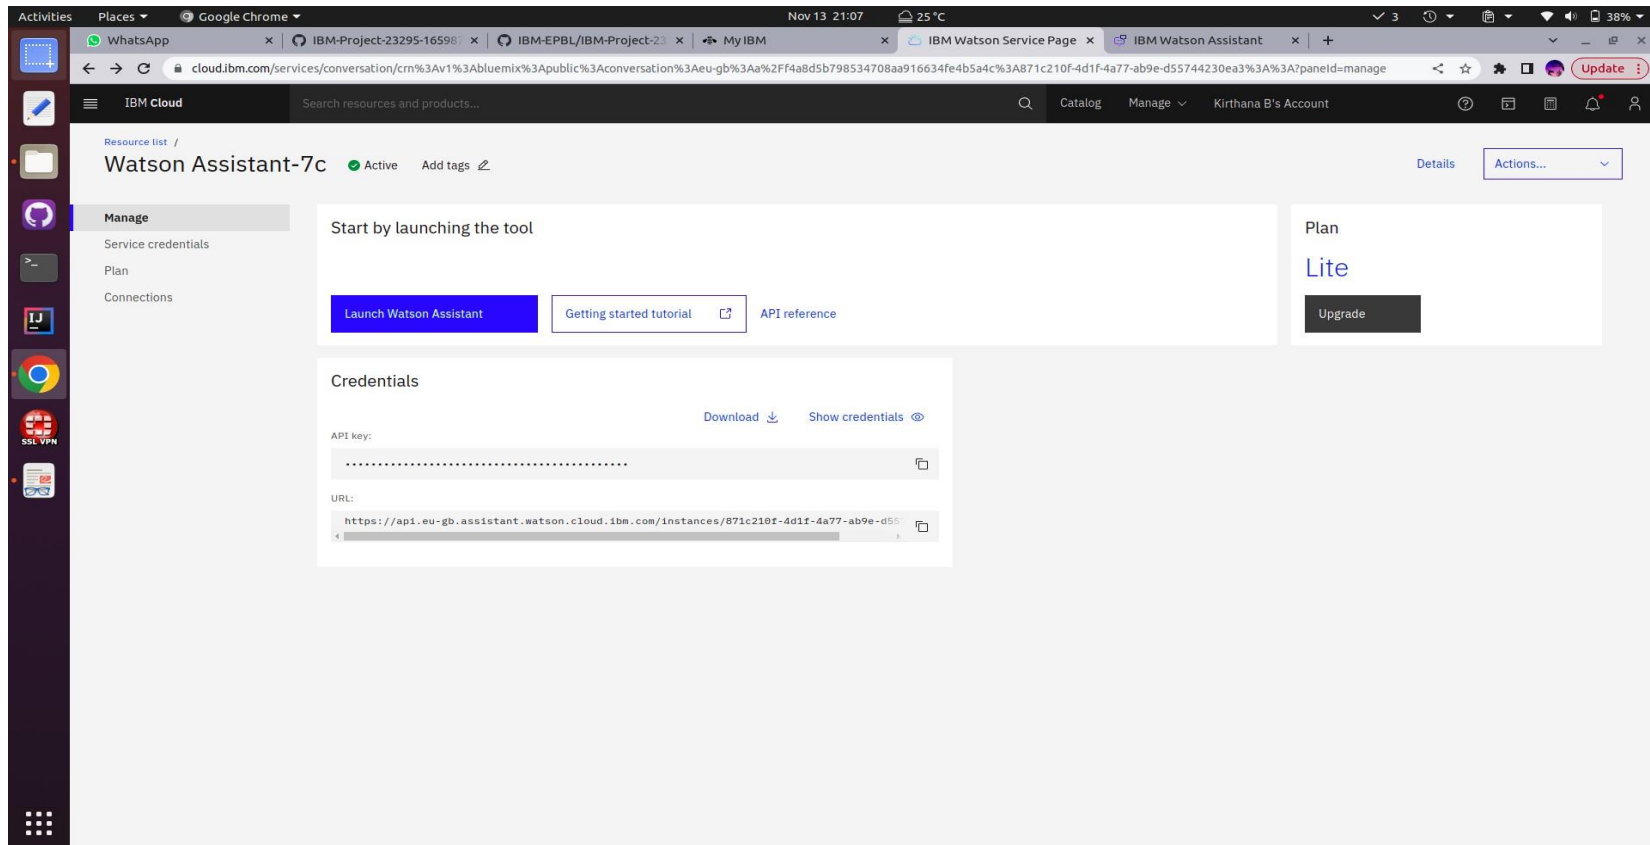 Activities Places Google Chrome Nov 13 21:07 25 °C 3 38%
WhatsApp IBM-Project-23295-16598 IBM-EPBL/IBM-Project-23 My IBM IBM Watson Service Page IBM Watson Assistant
cloud.ibm.com/services/conversation/crn%3Av1%3Abluemix%3Apublic%3Aconversation%3Aeu-gb%3Aa%2Ff4a8d5b798534708aa916634fe4b5a4c%3A871c210f-4d1f-4a77-ab9e-d55744230ea3%3A%3A?paneId=manage Update
IBM Cloud Search resources and products... Catalog Manage Kirthana B's Account
Resource list /
Watson Assistant-7c Active Add tags Details Actions...
Manage
Service credentials
Plan
Connections
Start by launching the tool
Launch Watson Assistant Getting started tutorial API reference
Plan
Lite
Upgrade
Credentials
Download Show credentials
API key:
URL:
https://api.eu-gb.assistant.watson.cloud.ibm.com/instances/871c210f-4d1f-4a77-ab9e-d55
SSL VPN